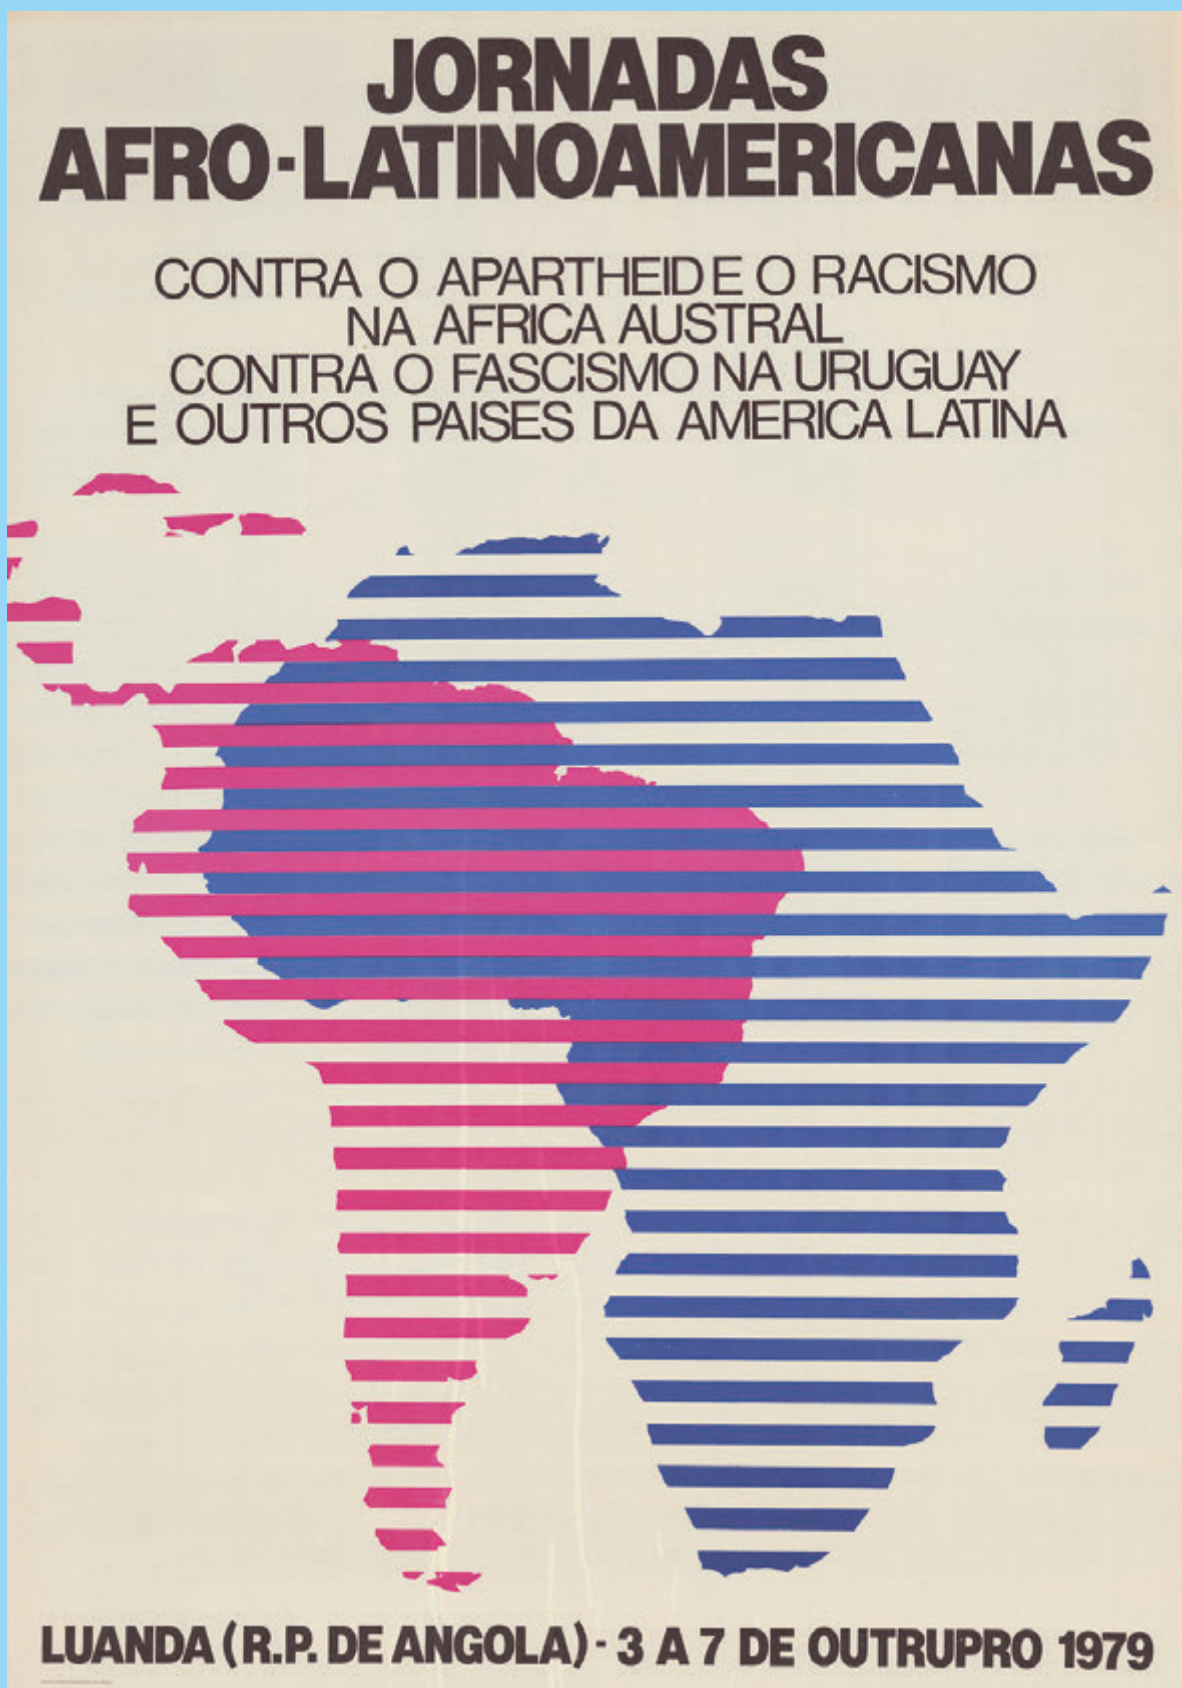 JORNADAS
AFRO-LATINOAMERICANAS
CONTRA O APARTHEID E O RACISMO
NA AFRICA AUSTRAL
CONTRA O FASCISMO NA URUGUAY
E OUTROS PAISES DA AMERICA LATINA
LUANDA (R.P. DE ANGOLA) - 3 A 7 DE OUTRUPRO 1979